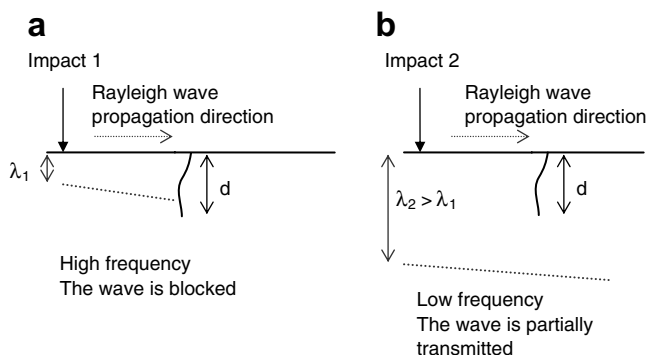 a
Impact 1
Rayleigh wave
propagation direction
λ1
d
High frequency
The wave is blocked
b
Impact 2
Rayleigh wave
propagation direction
λ2 > λ1
d
Low frequency
The wave is partially
transmitted